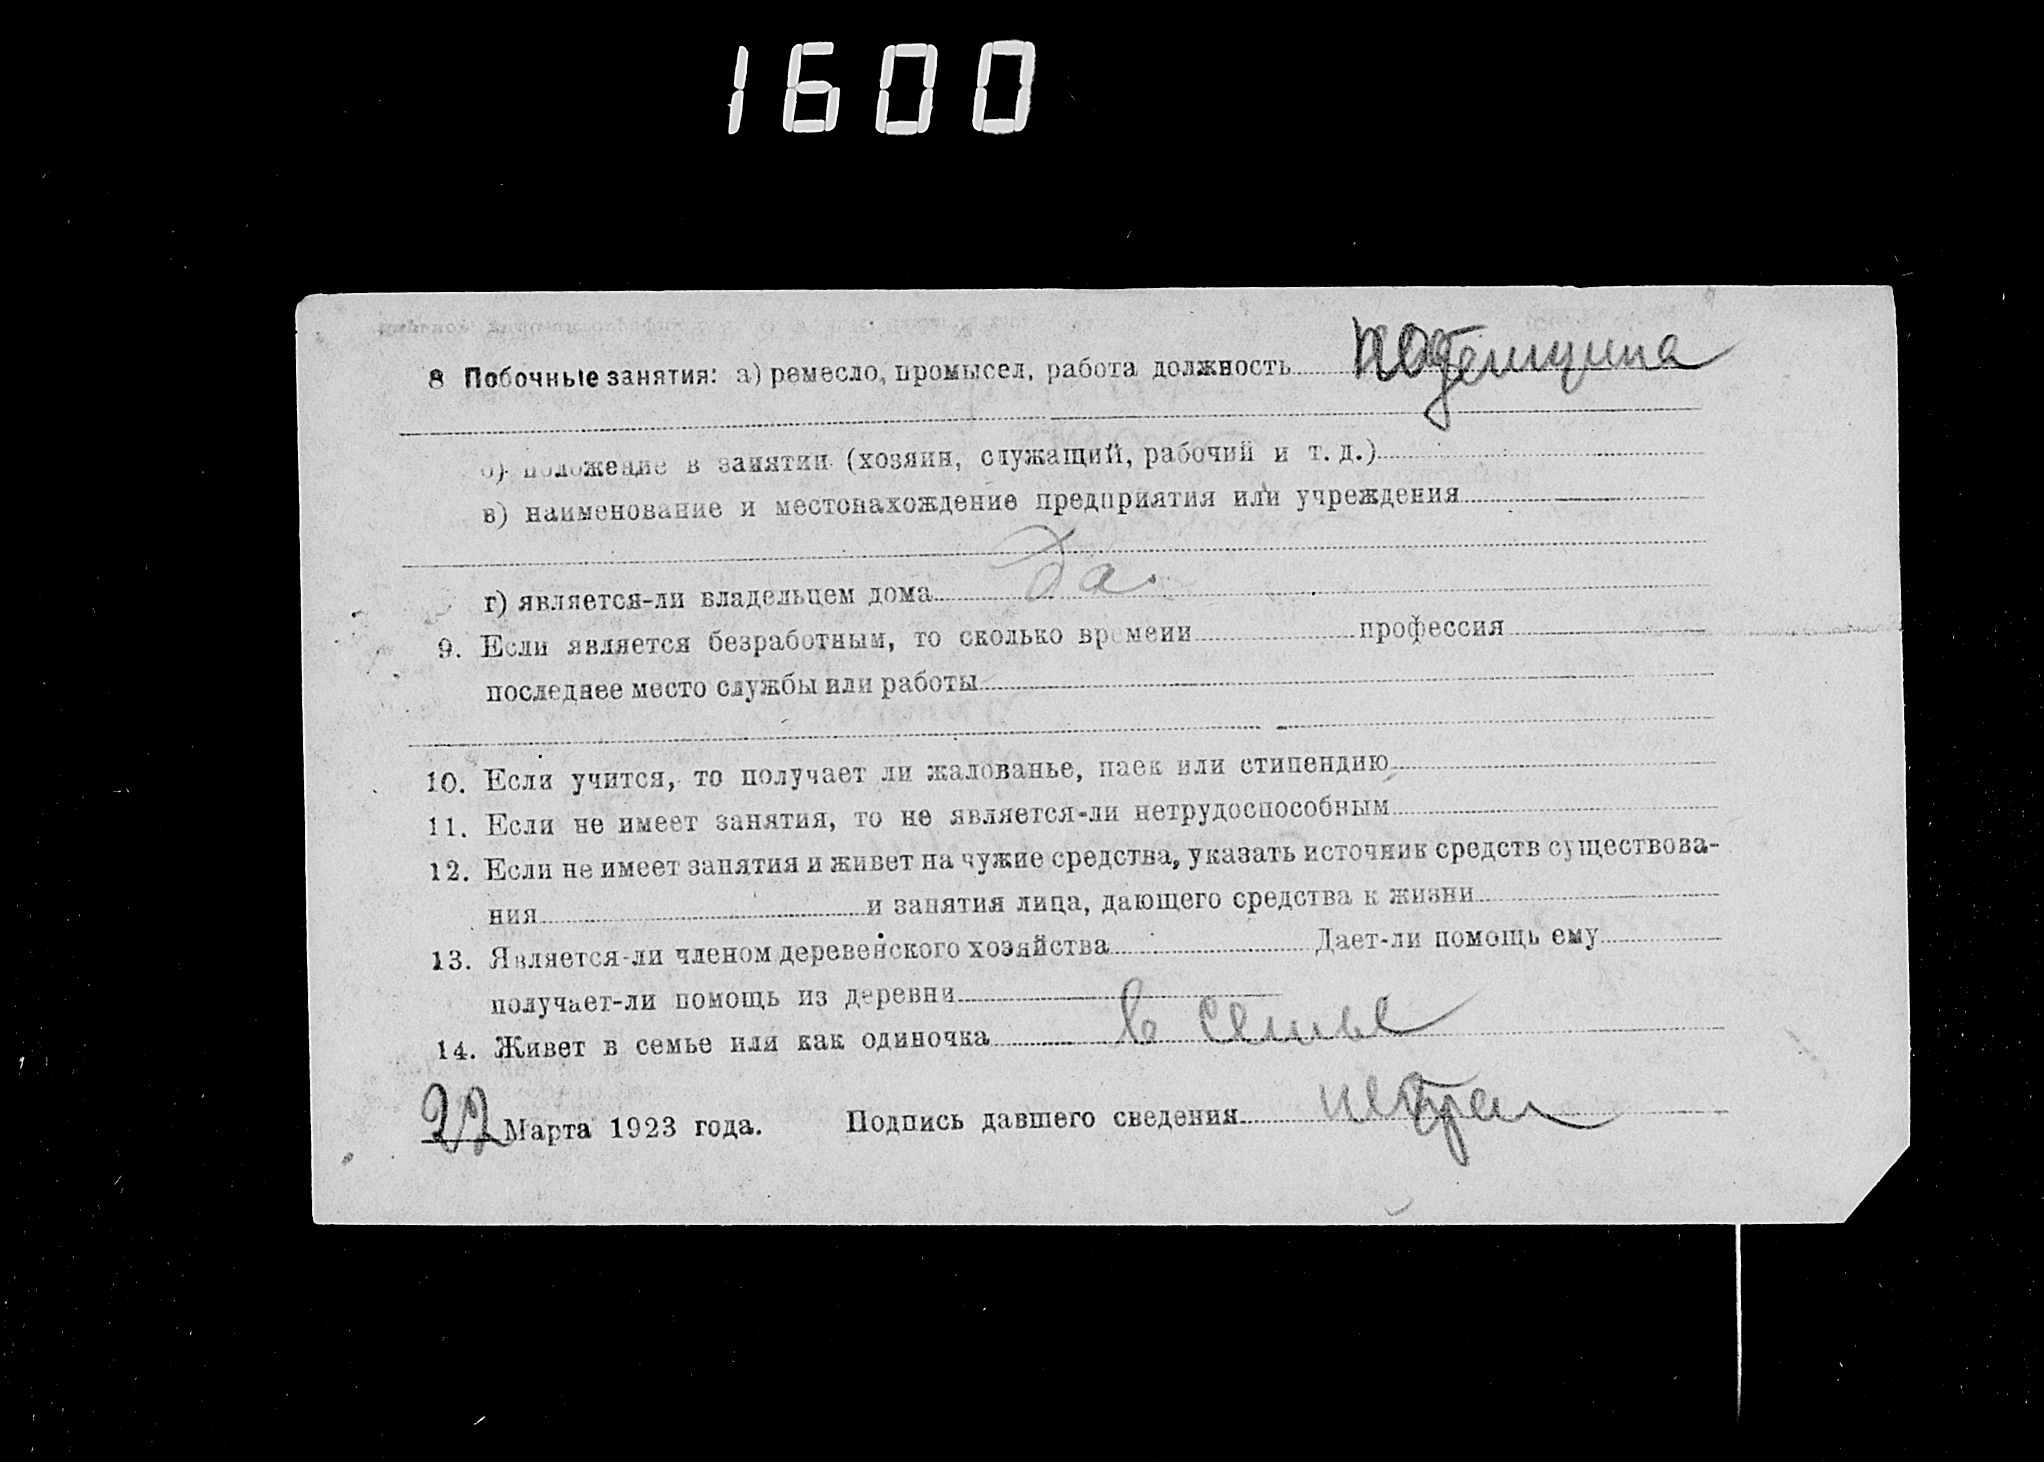 1600
8 Побочные занятия: а) ремесло, промысел, работа должность поденщина
б) положение в занятии (хозяин, служащий, рабочий и т. д.)
в) наименование и местонахождение предприятия или учреждения
г) является-ли владельцем дома да
9. Если является безработным, то сколько времени профессия
последнее место службы или работы
10. Если учится, то получает ли жалованье, паек или стипендию
11. Если не имеет занятия, то не является-ли нетрудоспособным
12. Если не имеет занятия и живет на чужие средства, указать источник средств существова-
ния и занятия лица, дающего средства к жизни
13. Является-ли членом деревенского хозяйства Дает-ли помощь ему
получает-ли помощь из деревни
14. Живет в семье или как одиночка в семье
22 Марта 1923 года. Подпись давшего сведения неграм